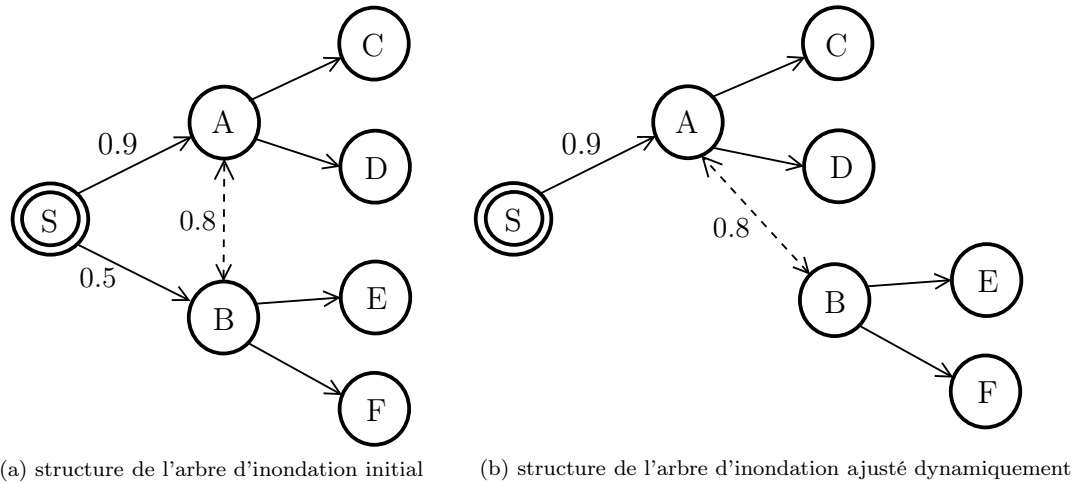 C
A
0.9
D
S
0.8
0.5
E
B
F
(a) structure de l'arbre d'inondation initial
C
A
0.9
D
S
0.8
E
B
F
(b) structure de l'arbre d'inondation ajusté dynamiquement